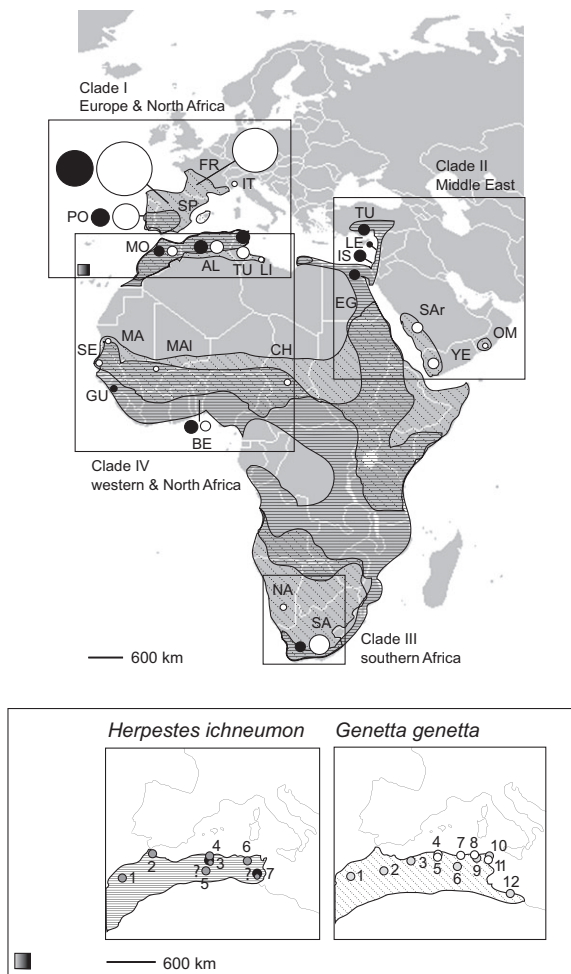 Clade I
Europe & North Africa
FR
IT
SP
PO
Clade II
Middle East
TU
LE
IS
MO
AL
TU
LI
EG
SAr
OM
YE
MA
SE
MAI
CH
GU
BE
Clade IV
western & North Africa
NA
SA
Clade III
southern Africa
600 km
Herpestes ichneumon
Genetta genetta
4
6
2
3
?
?
7
1
5
4
7
8
10
3
11
1
2
5
6
9
12
600 km